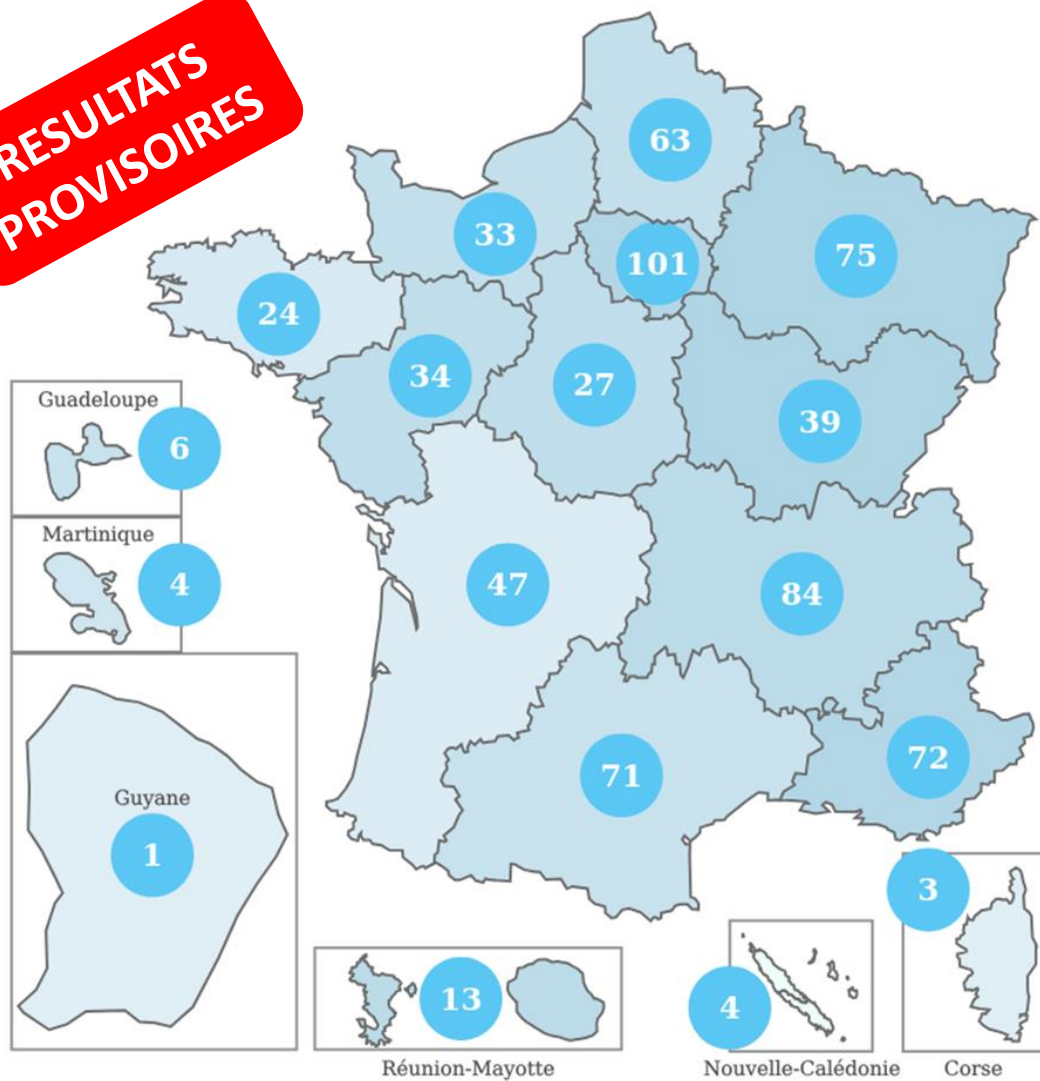 RESULTATS
PROVISOIRES
63
33
101
75
24
34
27
39
Guadeloupe
6
Martinique
4
47
84
71
72
Guyane
1
3
13
4
Réunion-Mayotte
Nouvelle-Calédonie
Corse